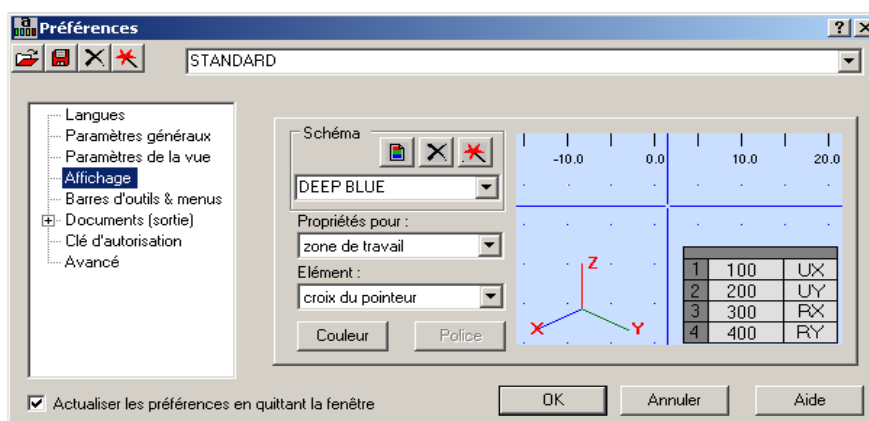 Préférences
STANDARD
Langues
Paramètres généraux
Paramètres de la vue
Affichage
Barres d'outils & menus
Documents (sortie)
Clé d'autorisation
Avancé
Schéma
DEEP BLUE
Propriétés pour :
zone de travail
Elément :
croix du pointeur
Couleur
Police
-10.0 0.0 10.0 20.0
Z
X
Y
1 100 UX
2 200 UY
3 300 RX
4 400 RY
Actualiser les préférences en quittant la fenêtre
OK
Annuler
Aide